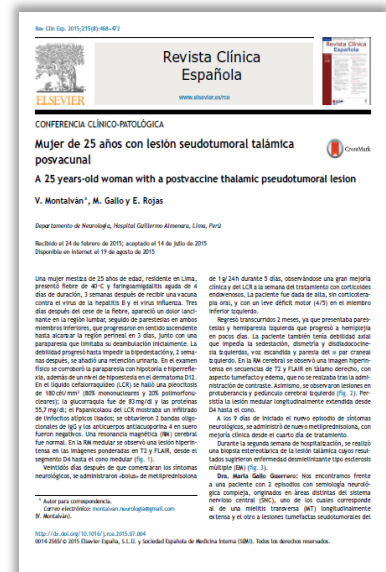 Rev Clin Esp. 2015;215(8):468-472
Revista Clínica
Española
www.elsevier.es/rce
ELSEVIER
Revista Clínica
Española
CONFERENCIA CLÍNICO-PATOLÓGICA
Mujer de 25 años con lesión seudotumoral talámica
posvacunal
CrossMark
A 25 years-old woman with a postvaccine thalamic pseudotumoral lesion
V. Montalván*, M. Gallo y E. Rojas
Departamento de Neurología, Hospital Guillermo Almenara, Lima, Perú
Recibido el 24 de febrero de 2015; aceptado el 14 de julio de 2015
Disponible en Internet el 19 de agosto de 2015
Una mujer mestiza de 25 años de edad, residente en Lima,
presentó fiebre de 40 °C y faringoamigdalitis aguda de 4
días de duración, 3 semanas después de recibir una vacuna
contra el virus de la hepatitis B y el virus influenza. Tres
días después del cese de la fiebre, apareció un dolor lanci-
nante en la región lumbar, seguido de parestesias en ambos
miembros inferiores, que progresaron en sentido ascendente
hasta alcanzar la región perineal en 3 días, junto con una
paraparesia que limitaba su deambulación inicialmente. La
debilidad progresó hasta impedir la bipedestación y, 2 sema-
nas después, se añadió una retención urinaria. En el examen
físico se corroboró la paraparesia con hipotonía e hiperrefle-
xia, además de un nivel de hipoestesia en el dermatoma D12.
En el líquido cefalorraquídeo (LCR) se halló una pleocitosis
de 180 cel/mm³ (80% mononucleares y 20% polimorfonu-
cleares); la glucorraquia fue de 83 mg/dl y las proteínas
55,7 mg/dl; el Papanicolaou del LCR mostraba un infiltrado
de linfocitos atípicos lisados; se obtuvieron 2 bandas oligo-
clonales de IgG y los anticuerpos antiacuaporina 4 en suero
fueron negativos. Una resonancia magnética (RM) cerebral
fue normal. En la RM medular se observó una lesión hiperin-
tensa en las imágenes ponderadas en T2 y FLAIR, desde el
segmento D4 hasta el cono medular (fig. 1).
Veintidós días después de que comenzaran los síntomas
neurológicos, se administraron «bolus» de metilprednisolona
* Autor para correspondencia.
Correo electrónico: montalvan.neurologia@gmail.com
(V. Montalván).
de 1 g/24 h durante 5 días, observándose una gran mejoría
clínica y del LCR a la semana del tratamiento con corticoides
endovenosos. La paciente fue dada de alta, sin corticotera-
pia oral, y con un leve déficit motor (4/5) en el miembro
inferior izquierdo.
Regresó transcurridos 2 meses, ya que presentaba pares-
tesias y hemiparesia izquierda que progresó a hemiplejia
en pocos días. La paciente también tenía debilidad axial
que impedía la sedestación, dismetría y disdiadococine-
sia izquierdas, voz escandida y paresia del VI par craneal
izquierdo. En la RM cerebral se observó una imagen hiperin-
tensa en secuencias de T2 y FLAIR en tálamo derecho, con
aspecto tumefactivo y edema, que no se realzaba tras la admi-
nistración de contraste. Asimismo, se observaron lesiones en
protuberancia y pedúnculo cerebral izquierdo (fig. 2). Per-
sistía la lesión medular longitudinalmente extendida desde
D4 hasta el cono.
A los 9 días de iniciado el nuevo episodio de síntomas
neurológicos, se administró de nuevo metilprednisolona, con
mejoría clínica desde el cuarto día de tratamiento.
Durante la segunda semana de hospitalización, se realizó
una biopsia estereotáxica de la lesión talámica cuyos resul-
tados sugirieron enfermedad desmielinizante tipo esclerosis
múltiple (EM) (fig. 3).
Dra. María Gallo Guerrero: Nos encontramos frente
a una paciente con 2 episodios con semiología neuroló-
gica compleja, originados en áreas distintas del sistema
nervioso central (SNC), uno de los cuales corresponde
al de una mielitis transversa (MT) longitudinalmente
extensa y el otro a lesiones tumefactas seudotumorales del
http://dx.doi.org/10.1016/j.rce.2015.07.004
0014-2565/© 2015 Elsevier España, S.L.U. y Sociedad Española de Medicina Interna (SEMI). Todos los derechos reservados.